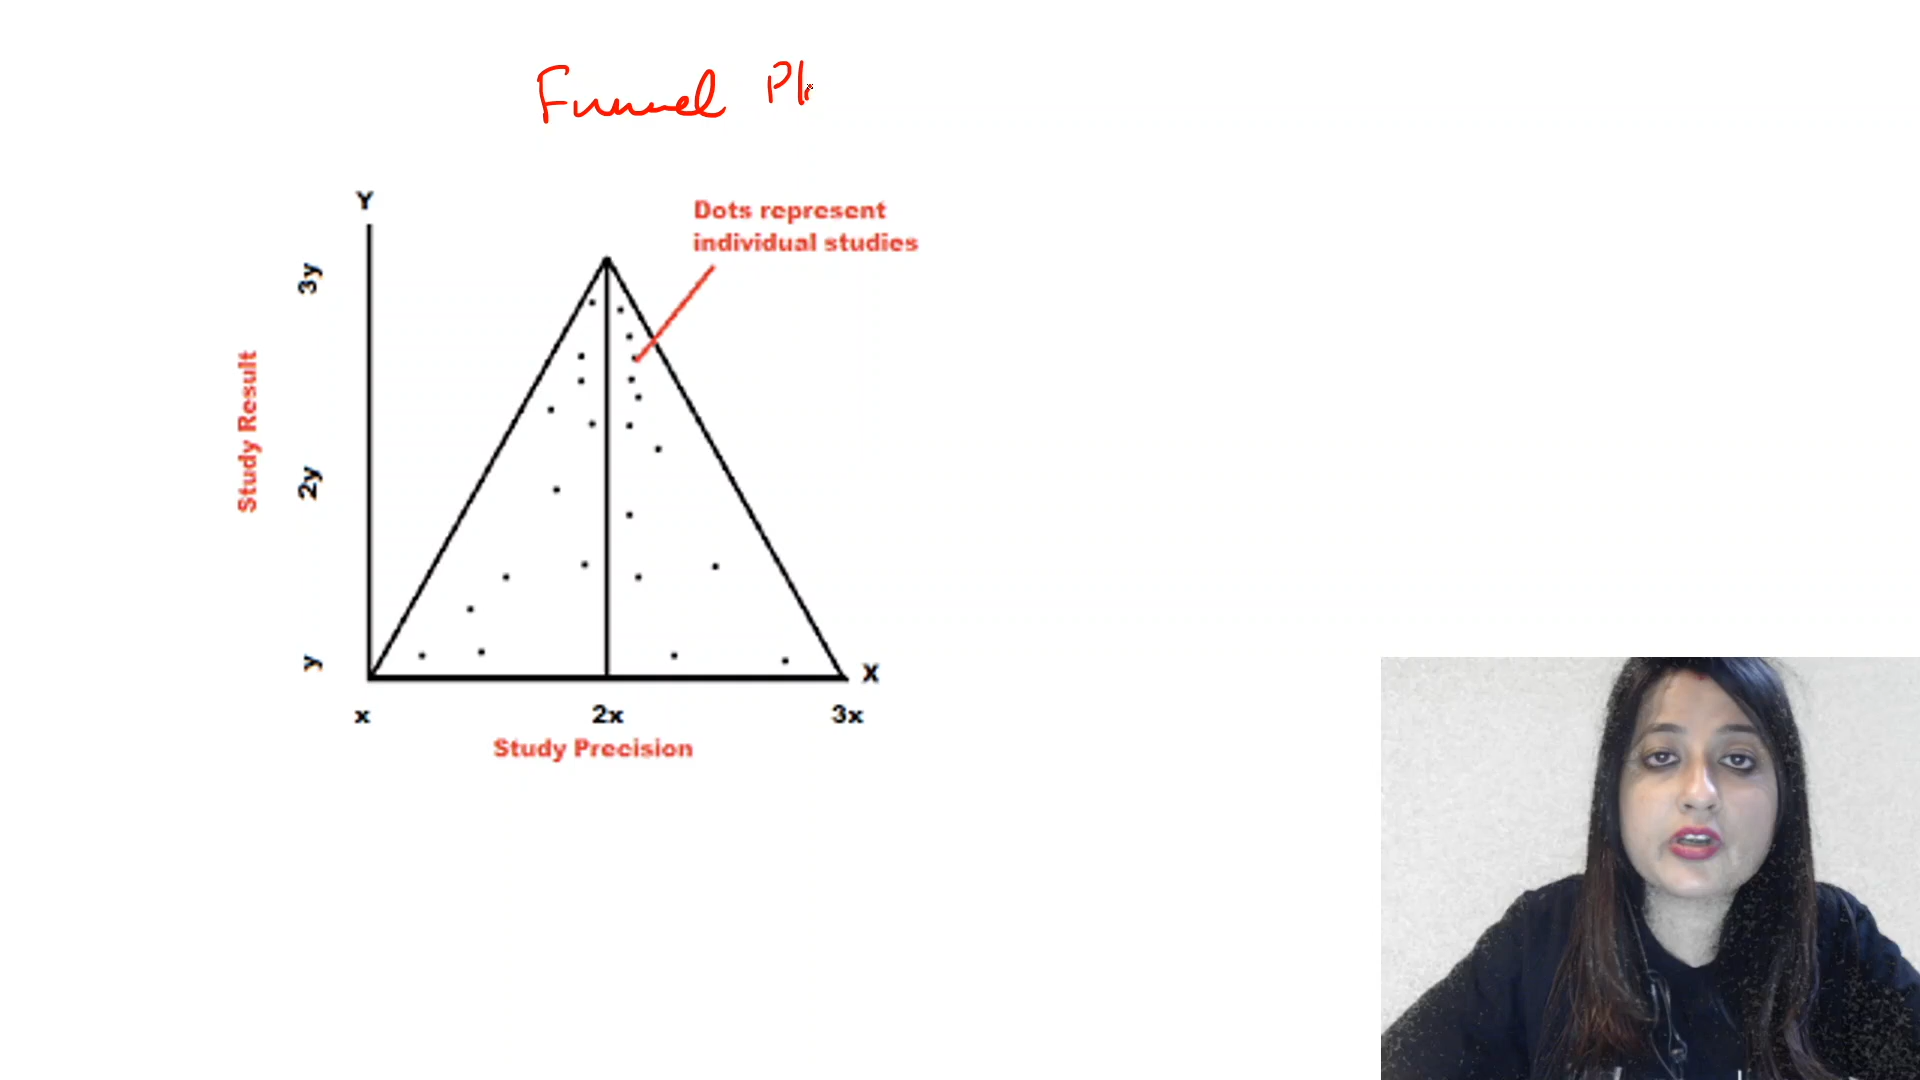 Funnel Pl
Y
Dots represent
individual studies
3y
2y
y
Study Result
X
x 2x 3x
Study Precision